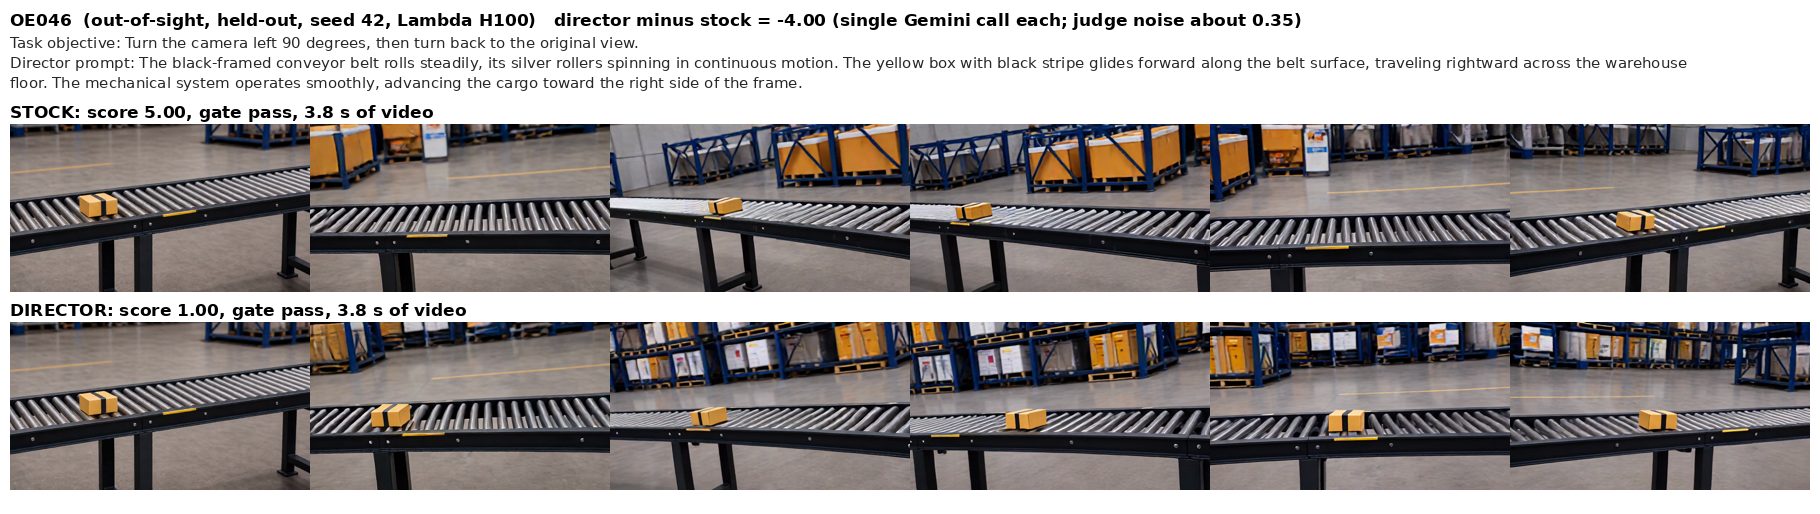 OE046  (out-of-sight, held-out, seed 42, Lambda H100)   director minus stock = -4.00 (single Gemini call each; judge noise about 0.35)
Task objective: Turn the camera left 90 degrees, then turn back to the original view.
Director prompt: The black-framed conveyor belt rolls steadily, its silver rollers spinning in continuous motion. The yellow box with black stripe glides forward along the belt surface, traveling rightward across the warehouse
floor. The mechanical system operates smoothly, advancing the cargo toward the right side of the frame.
STOCK: score 5.00, gate pass, 3.8 s of video
DIRECTOR: score 1.00, gate pass, 3.8 s of video